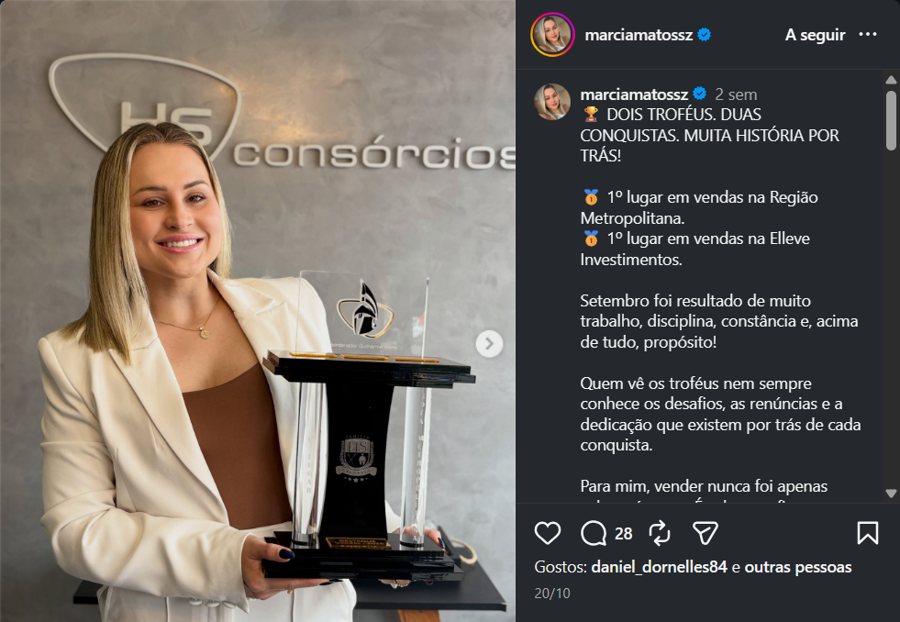 HS
consórcios
marciamatossz
A seguir
marciamatossz 2 sem
🏆 DOIS TROFÉUS. DUAS
CONQUISTAS. MUITA HISTÓRIA POR
TRÁS!
🥇 1º lugar em vendas na Região
Metropolitana.
🥇 1º lugar em vendas na Elleve
Investimentos.
Setembro foi resultado de muito
trabalho, disciplina, constância e, acima
de tudo, propósito!
Quem vê os troféus nem sempre
conhece os desafios, as renúncias e a
dedicação que existem por trás de cada
conquista.
Para mim, vender nunca foi apenas
28
Gostos: daniel_dornelles84 e outras pessoas
20/10